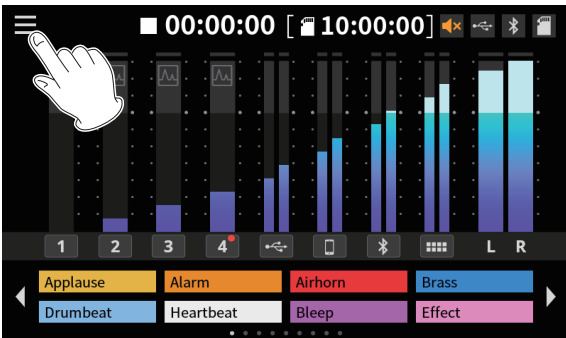 00:00:00 [ 10:00:00]
1 2 3 4 L R
Applause Alarm Airhorn Brass
Drumbeat Heartbeat Bleep Effect